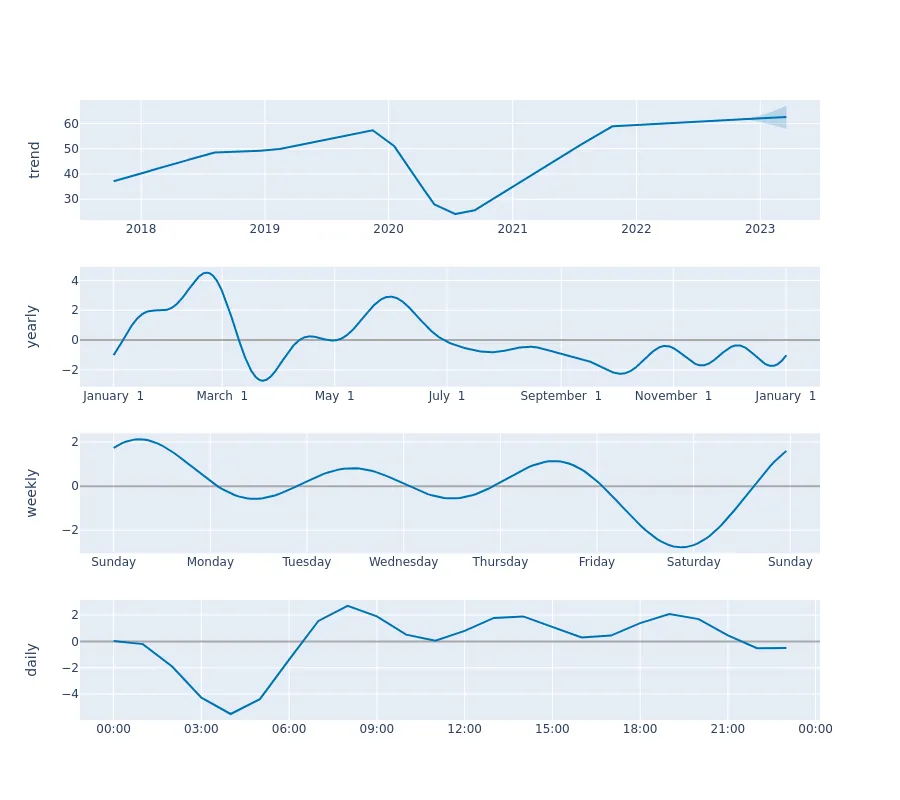 trend
60
50
40
30
2018 2019 2020 2021 2022 2023
yearly
4
2
0
−2
January 1 March 1 May 1 July 1 September 1 November 1 January 1
weekly
2
0
−2
Sunday Monday Tuesday Wednesday Thursday Friday Saturday Sunday
daily
2
0
−2
−4
00:00 03:00 06:00 09:00 12:00 15:00 18:00 21:00 00:00